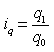 i_q = q_1 / q_0